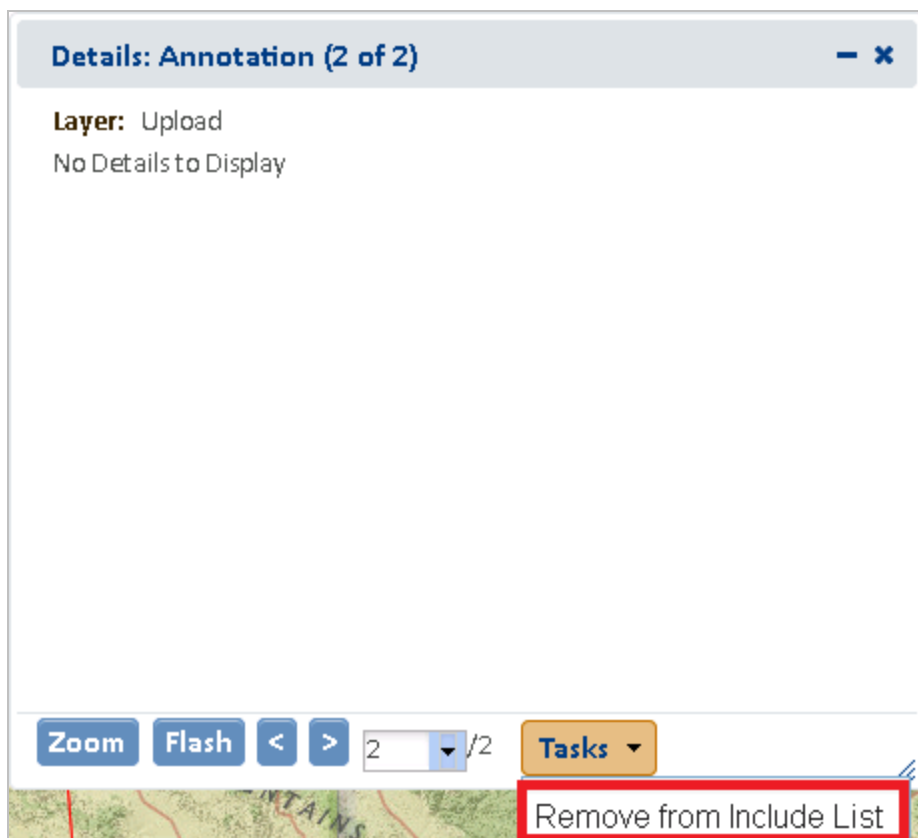 Details: Annotation (2 of 2)
Layer: Upload
No Details to Display
Zoom Flash < > 2 /2 Tasks
Remove from Include List
NTAINS